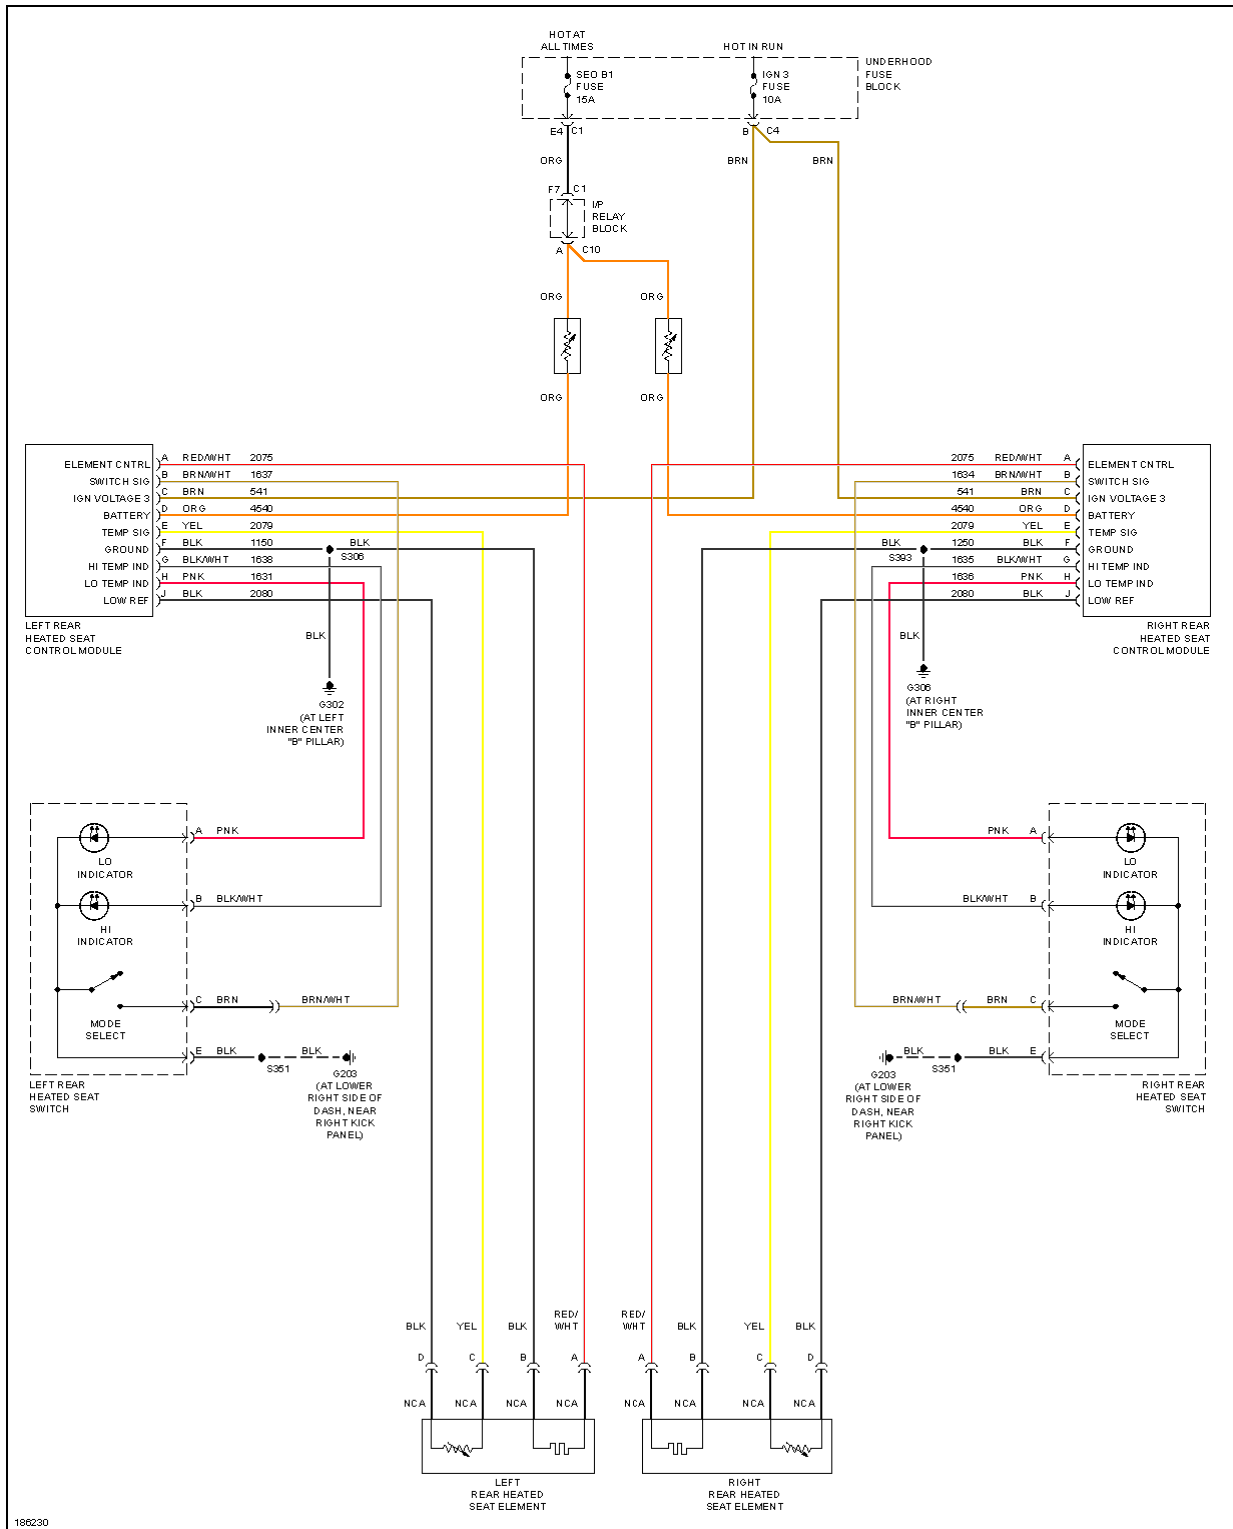 HOT AT
ALL TIMES
HOT IN RUN
UNDERHOOD
FUSE
BLOCK
SEO B1
FUSE
15A
IGN 3
FUSE
10A
E4 C1
B C4
ORG
BRN
BRN
F7 C1
I/P
RELAY
BLOCK
A C10
ORG
ORG
ORG
ORG
ELEMENT CNTRL A RED/WHT 2075
SWITCH SIG B BRN/WHT 1637
IGN VOLTAGE 3 C BRN 541
BATTERY D ORG 4540
TEMP SIG E YEL 2079
GROUND F BLK 1150 BLK
HI TEMP IND G BLK/WHT 1638
LO TEMP IND H PNK 1631
LOW REF J BLK 2080
S306
LEFT REAR
HEATED SEAT
CONTROL MODULE
BLK
G302
(AT LEFT
INNER CENTER
"B" PILLAR)
2075 RED/WHT A ELEMENT CNTRL
1634 BRN/WHT B SWITCH SIG
541 BRN C IGN VOLTAGE 3
4540 ORG D BATTERY
2079 YEL E TEMP SIG
BLK 1250 BLK F GROUND
1635 BLK/WHT G HI TEMP IND
1636 PNK H LO TEMP IND
2080 BLK J LOW REF
S393
RIGHT REAR
HEATED SEAT
CONTROL MODULE
BLK
G306
(AT RIGHT
INNER CENTER
"B" PILLAR)
A PNK
LO
INDICATOR
B BLK/WHT
HI
INDICATOR
C BRN BRN/WHT
MODE
SELECT
E BLK BLK
S351
G203
(AT LOWER
RIGHT SIDE OF
DASH, NEAR
RIGHT KICK
PANEL)
LEFT REAR
HEATED SEAT
SWITCH
PNK A
LO
INDICATOR
BLK/WHT B
HI
INDICATOR
BRN/WHT BRN C
MODE
SELECT
BLK BLK E
S351
G203
(AT LOWER
RIGHT SIDE OF
DASH, NEAR
RIGHT KICK
PANEL)
RIGHT REAR
HEATED SEAT
SWITCH
BLK YEL BLK RED/
WHT
RED/
WHT BLK YEL BLK
D C B A A B C D
NCA NCA NCA NCA NCA NCA NCA NCA
LEFT
REAR HEATED
SEAT ELEMENT
RIGHT
REAR HEATED
SEAT ELEMENT
186230